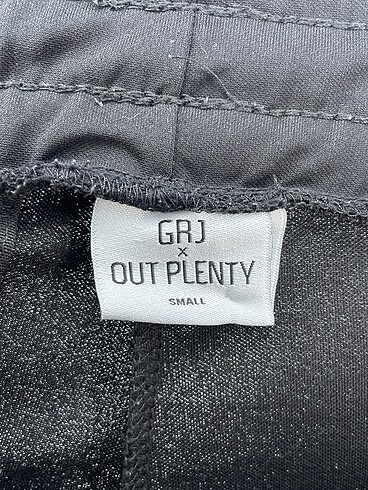 GRJ
×
OUT PLENTY
SMALL